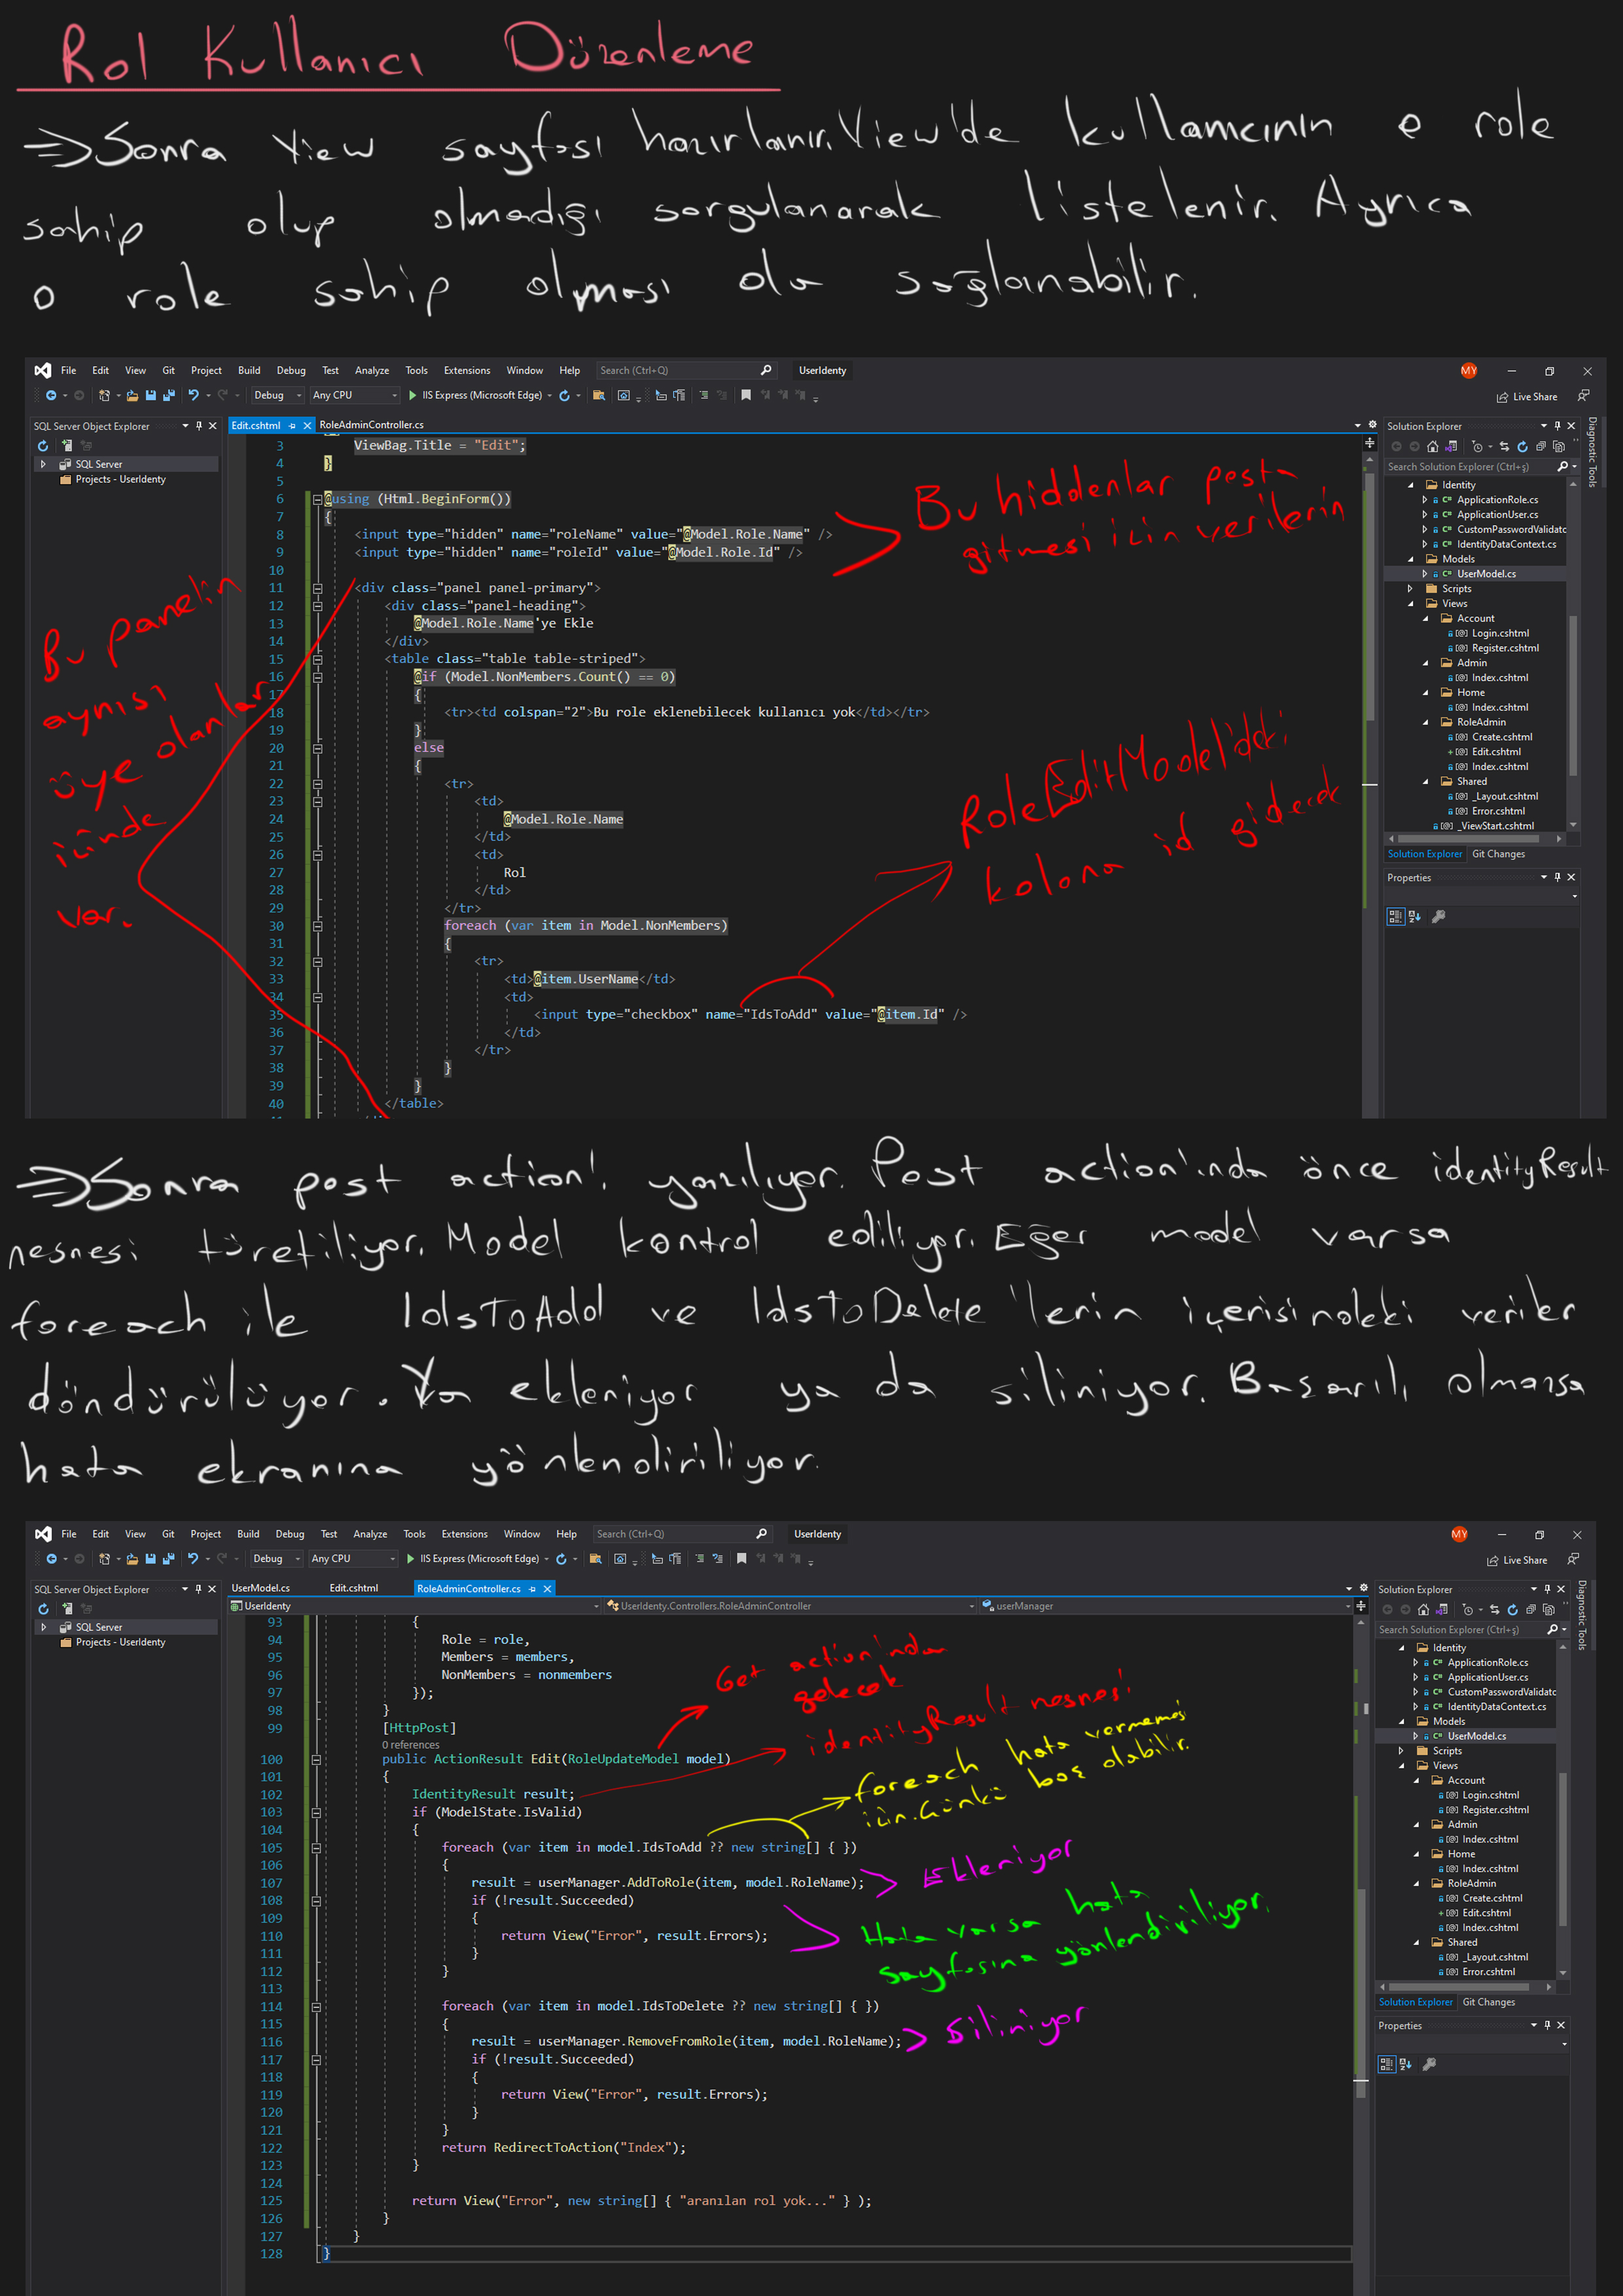 Rol Kullanıcı Düzenleme
=> Sonra View sayfası hazırlanır. View'de kullanıcının o role
sahip olup olmadığı sorgulanarak listelenir. Ayrıca
o role sahip olması da sağlanabilir.
File Edit View Git Project Build Debug Test Analyze Tools Extensions Window Help Search (Ctrl+Q) UserIdenty MY
Debug Any CPU IIS Express (Microsoft Edge) Live Share
SQL Server Object Explorer
SQL Server
Projects - UserIdenty
Edit.cshtml RoleAdminController.cs
3 ViewBag.Title = "Edit";
4 }
5
6 @using (Html.BeginForm())
7 {
8 <input type="hidden" name="roleName" value="@Model.Role.Name" />
9 <input type="hidden" name="roleId" value="@Model.Role.Id" />
10
11 <div class="panel panel-primary">
12 <div class="panel-heading">
13 @Model.Role.Name'ye Ekle
14 </div>
15 <table class="table table-striped">
16 @if (Model.NonMembers.Count() == 0)
17 {
18 <tr><td colspan="2">Bu role eklenebilecek kullanıcı yok</td></tr>
19 }
20 else
21 {
22 <tr>
23 <td>
24 @Model.Role.Name
25 </td>
26 <td>
27 Rol
28 </td>
29 </tr>
30 foreach (var item in Model.NonMembers)
31 {
32 <tr>
33 <td>@item.UserName</td>
34 <td>
35 <input type="checkbox" name="IdsToAdd" value="@item.Id" />
36 </td>
37 </tr>
38 }
39 }
40 </table>
Bu hiddenlar posta
gitmesi için verilerin
Bu panelin
aynısı
üye olanlar
içinde
var.
RoleEditModel'deki
kolona id gidecek
Solution Explorer
Search Solution Explorer (Ctrl+ş)
Identity
ApplicationRole.cs
ApplicationUser.cs
CustomPasswordValidatc
IdentityDataContext.cs
Models
UserModel.cs
Scripts
Views
Account
Login.cshtml
Register.cshtml
Admin
Index.cshtml
Home
Index.cshtml
RoleAdmin
Create.cshtml
Edit.cshtml
Index.cshtml
Shared
_Layout.cshtml
Error.cshtml
_ViewStart.cshtml
Solution Explorer Git Changes
Properties
Diagnostic Tools
=> Sonra post action'ı yazılıyor. Post action'ında önce identityResult
nesnesi türetiliyor. Model kontrol ediliyor. Eğer model varsa
foreach ile IdsToAdd ve IdsToDelete 'lerin içerisindeki veriler
döndürülüyor. Ya ekleniyor ya da siliniyor. Başarılı olmazsa
hata ekranına yönlendiriliyor.
File Edit View Git Project Build Debug Test Analyze Tools Extensions Window Help Search (Ctrl+Q) UserIdenty MY
Debug Any CPU IIS Express (Microsoft Edge) Live Share
SQL Server Object Explorer
SQL Server
Projects - UserIdenty
UserModel.cs Edit.cshtml RoleAdminController.cs
UserIdenty UserIdenty.Controllers.RoleAdminController userManager
93 {
94 Role = role,
95 Members = members,
96 NonMembers = nonmembers
97 });
98 }
99 [HttpPost]
0 references
100 public ActionResult Edit(RoleUpdateModel model)
101 {
102 IdentityResult result;
103 if (ModelState.IsValid)
104 {
105 foreach (var item in model.IdsToAdd ?? new string[] { })
106 {
107 result = userManager.AddToRole(item, model.RoleName);
108 if (!result.Succeeded)
109 {
110 return View("Error", result.Errors);
111 }
112 }
113
114 foreach (var item in model.IdsToDelete ?? new string[] { })
115 {
116 result = userManager.RemoveFromRole(item, model.RoleName);
117 if (!result.Succeeded)
118 {
119 return View("Error", result.Errors);
120 }
121 }
122 return RedirectToAction("Index");
123 }
124
125 return View("Error", new string[] { "aranılan rol yok..." } );
126 }
127 }
128 }
Get action'ından
gelecek
identityResult nesnesi
foreach hata vermemesi
için. Çünkü boş olabilir.
Ekleniyor
Hata varsa hata
sayfasına yönlendiriliyor.
Siliniyor
Solution Explorer
Search Solution Explorer (Ctrl+ş)
Identity
ApplicationRole.cs
ApplicationUser.cs
CustomPasswordValidatc
IdentityDataContext.cs
Models
UserModel.cs
Scripts
Views
Account
Login.cshtml
Register.cshtml
Admin
Index.cshtml
Home
Index.cshtml
RoleAdmin
Create.cshtml
Edit.cshtml
Index.cshtml
Shared
_Layout.cshtml
Error.cshtml
Solution Explorer Git Changes
Properties
Diagnostic Tools